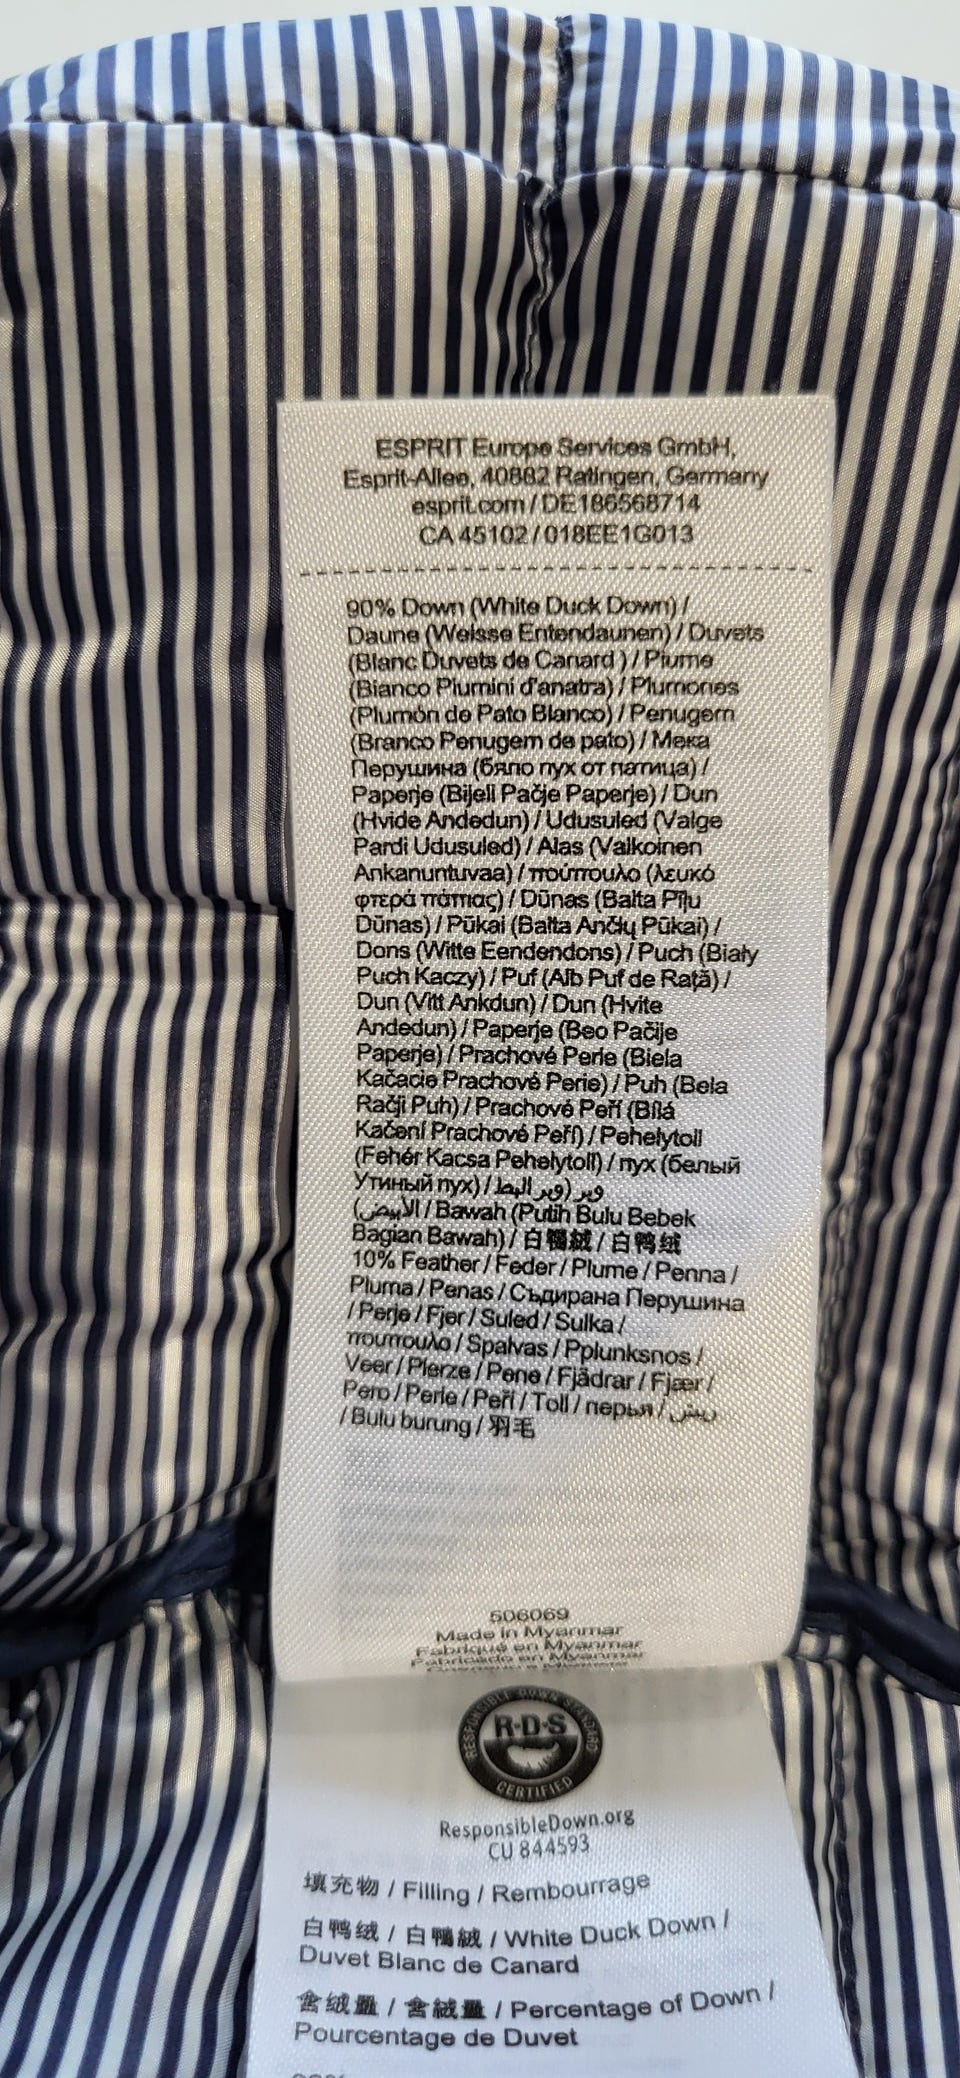 ESPRIT Europe Services GmbH,
Esprit-Allee, 40882 Ratingen, Germany
esprit.com / DE186568714
CA 45102 / 018EE1G013
90% Down (White Duck Down) /
Daune (Weisse Entendaunen) / Duvets
(Blanc Duvets de Canard ) / Piume
(Bianco Piumini d'anatra) / Plumones
(Plumón de Pato Blanco) / Penugem
(Branco Penugem de pato) / Мека
Перушина (бяло пух от патица) /
Paperje (Bijeli Pačje Paperje) / Dun
(Hvide Andedun) / Udusuled (Valge
Pardi Udusuled) / Alas (Valkoinen
Ankanuntuvaa) / πούπουλο (λευκό
φτερά πάπιας) / Dūnas (Balta Pīļu
Dūnas) / Pūkai (Balta Ančių Pūkai) /
Dons (Witte Eendendons) / Puch (Biały
Puch Kaczy) / Puf (Alb Puf de Rață) /
Dun (Vitt Ankdun) / Dun (Hvite
Andedun) / Paperje (Beo Pačije
Paperje) / Prachové Perie (Biela
Kačacie Prachové Perie) / Puh (Bela
Račji Puh) / Prachové Peří (Bílá
Kačení Prachové Peří) / Pehelytoll
(Fehér Kacsa Pehelytoll) / пух (белый
Утиный пух) / وبر (وبر البط
الأبيض) / Bawah (Putih Bulu Bebek
Bagian Bawah) / 白鴨絨 / 白鸭绒
10% Feather / Feder / Plume / Penna /
Pluma / Penas / Съдирана Перушина
/ Perje / Fjer / Suled / Sulka /
πουπουλο / Spalvas / Pplunksnos /
Veer / Pierze / Pene / Fjädrar / Fjær /
Pero / Perie / Peří / Toll / перья / ريش
/ Bulu burung / 羽毛
506069
Made in Myanmar
Fabriqué en Myanmar
Fabricado en Myanmar
RESPONSIBLE DOWN STANDARD
R·D·S
CERTIFIED
ResponsibleDown.org
CU 844593
填充物 / Filling / Rembourrage
白鸭绒 / 白鴨絨 / White Duck Down /
Duvet Blanc de Canard
含绒量 / 含絨量 / Percentage of Down /
Pourcentage de Duvet